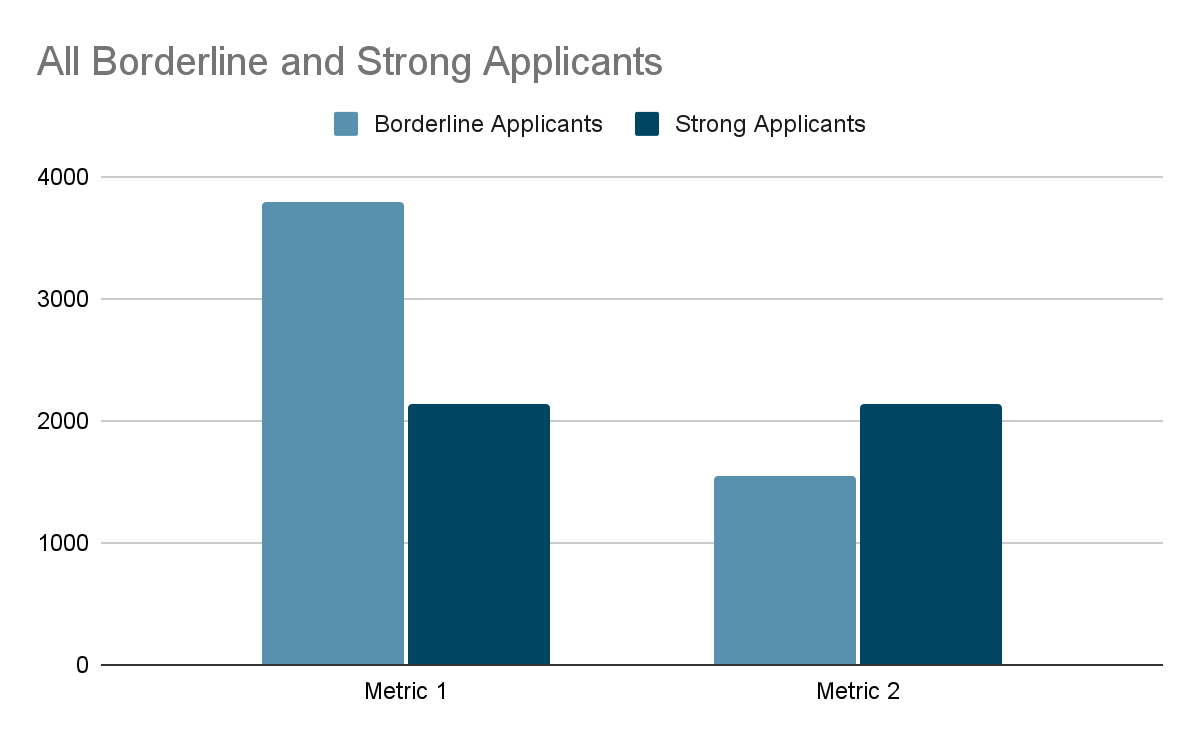 All Borderline and Strong Applicants
Borderline Applicants Strong Applicants
4000
3000
2000
1000
0
Metric 1 Metric 2